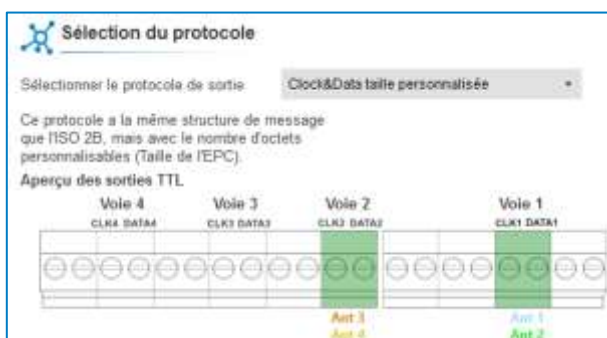 Sélection du protocole
Sélectionner le protocole de sortie Clock&Data taille personnalisée
Ce protocole a la même structure de message
que l'ISO 2B, mais avec le nombre d'octets
personnalisables (Taille de l'EPC).
Aperçu des sorties TTL
Voie 4 Voie 3 Voie 2 Voie 1
CLK4 DATA4 CLK3 DATA3 CLK2 DATA2 CLK1 DATA1
Ant 3 Ant 1
Ant 4 Ant 2